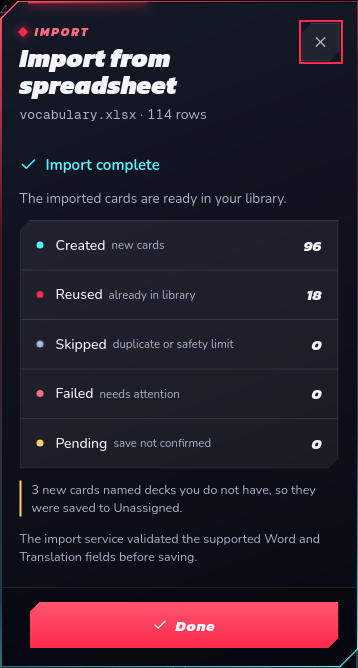 IMPORT
Import from
spreadsheet
vocabulary.xlsx · 114 rows
Import complete
The imported cards are ready in your library.
Created new cards 96
Reused already in library 18
Skipped duplicate or safety limit 0
Failed needs attention 0
Pending save not confirmed 0
3 new cards named decks you do not have, so they
were saved to Unassigned.
The import service validated the supported Word and
Translation fields before saving.
Done